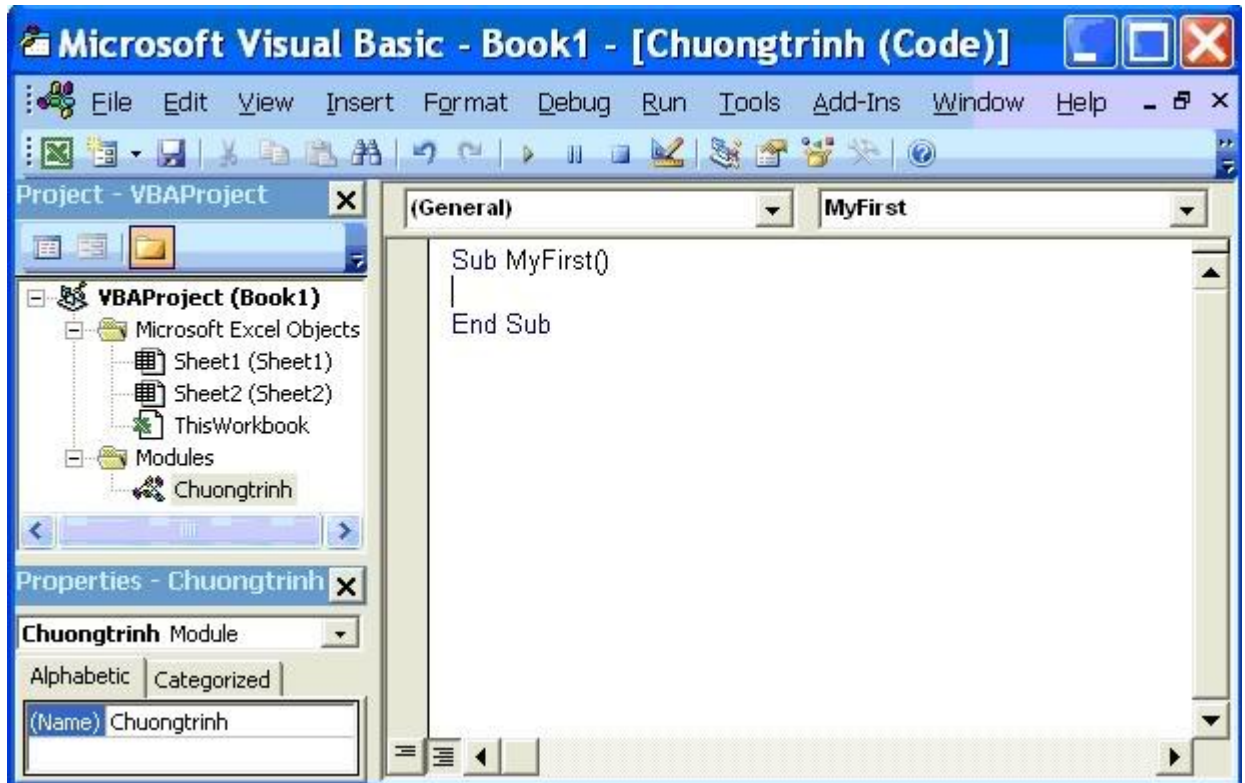 Microsoft Visual Basic - Book1 - [Chuongtrinh (Code)]
File Edit View Insert Format Debug Run Tools Add-Ins Window Help
Project - VBAProject
(General) MyFirst
Sub MyFirst()
End Sub
VBAProject (Book1)
Microsoft Excel Objects
Sheet1 (Sheet1)
Sheet2 (Sheet2)
ThisWorkbook
Modules
Chuongtrinh
Properties - Chuongtrinh
Chuongtrinh Module
Alphabetic Categorized
(Name) Chuongtrinh